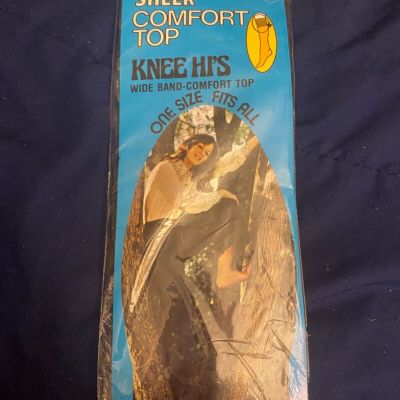 SHEER
COMFORT
TOP
KNEE HI'S
WIDE BAND-COMFORT TOP
ONE SIZE FITS ALL